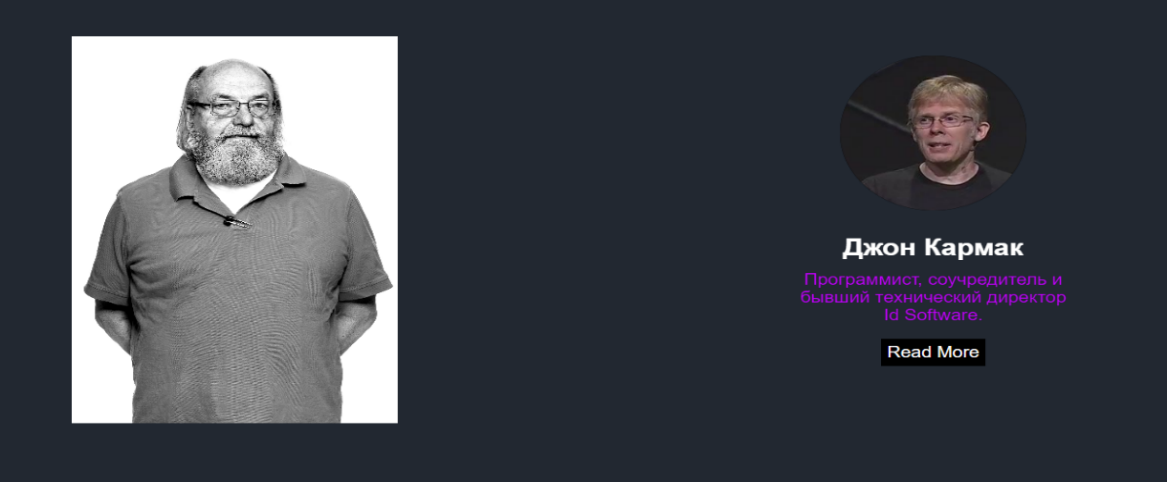 Джон Кармак
Программист, соучредитель и
бывший технический директор
Id Software.
Read More